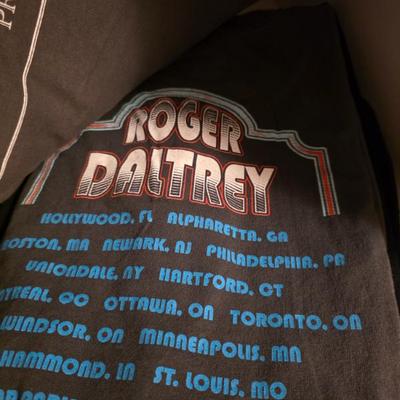 ROGER
DALTREY
HOLLYWOOD, FL ALPHARETTA, GA
BOSTON, MA NEWARK, NJ PHILADELPHIA, PA
UNIONDALE, NY HARTFORD, CT
QC OTTAWA, ON TORONTO, ON
WINDSOR, ON MINNEAPOLIS, MN
HAMMOND, IN ST. LOUIS, MO